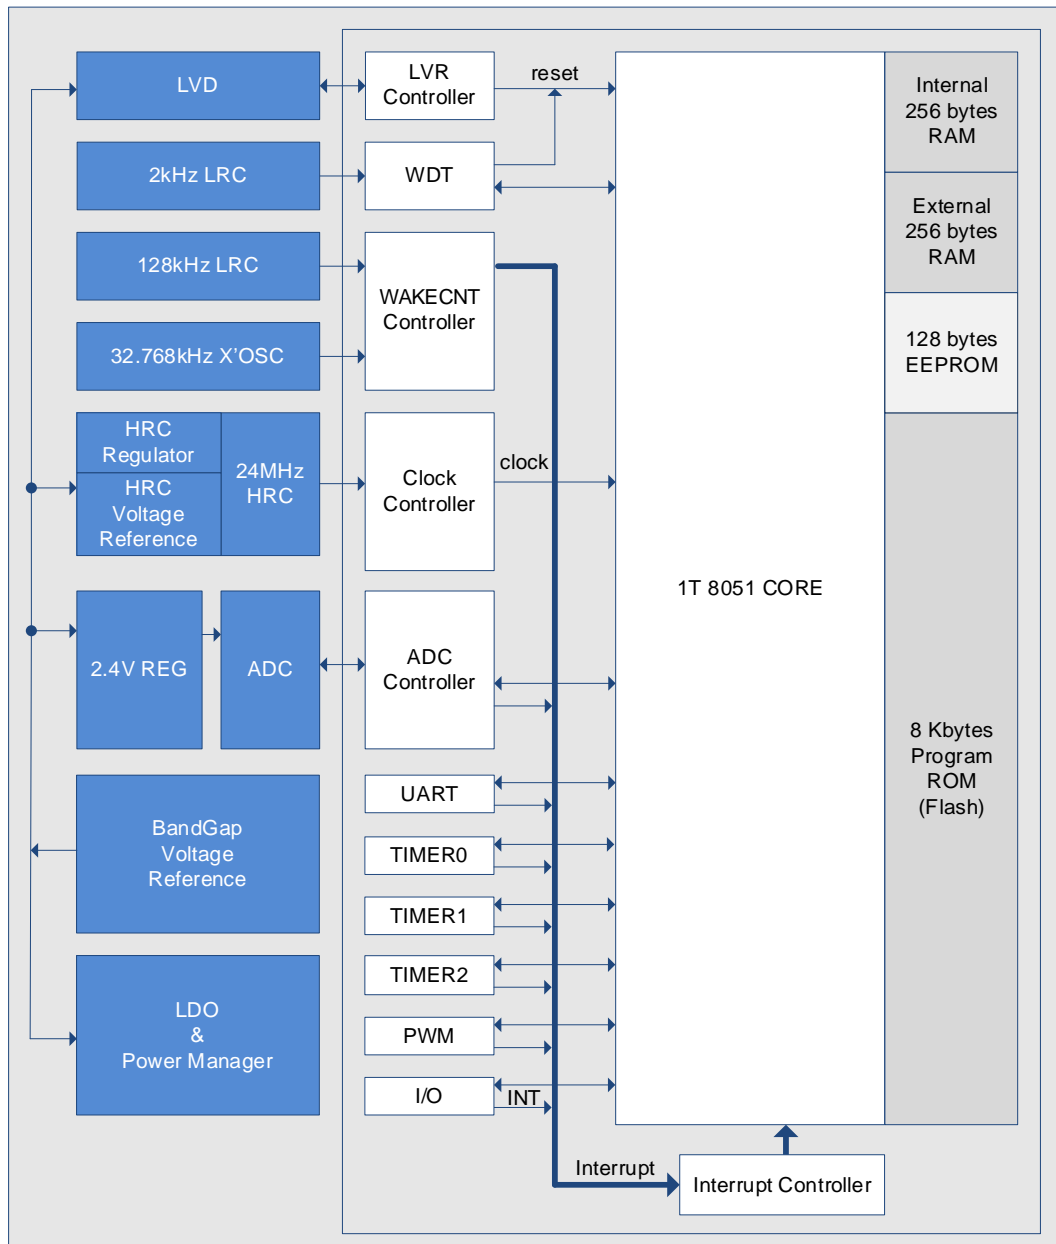 LVD
2kHz LRC
128kHz LRC
32.768kHz X’OSC
HRC
Regulator
HRC
Voltage
Reference
24MHz
HRC
2.4V REG
ADC
BandGap
Voltage
Reference
LDO
&
Power Manager
LVR
Controller
reset
WDT
WAKECNT
Controller
Clock
Controller
clock
ADC
Controller
UART
TIMER0
TIMER1
TIMER2
PWM
I/O
INT
Interrupt
Interrupt Controller
1T 8051 CORE
Internal
256 bytes
RAM
External
256 bytes
RAM
128 bytes
EEPROM
8 Kbytes
Program
ROM
(Flash)